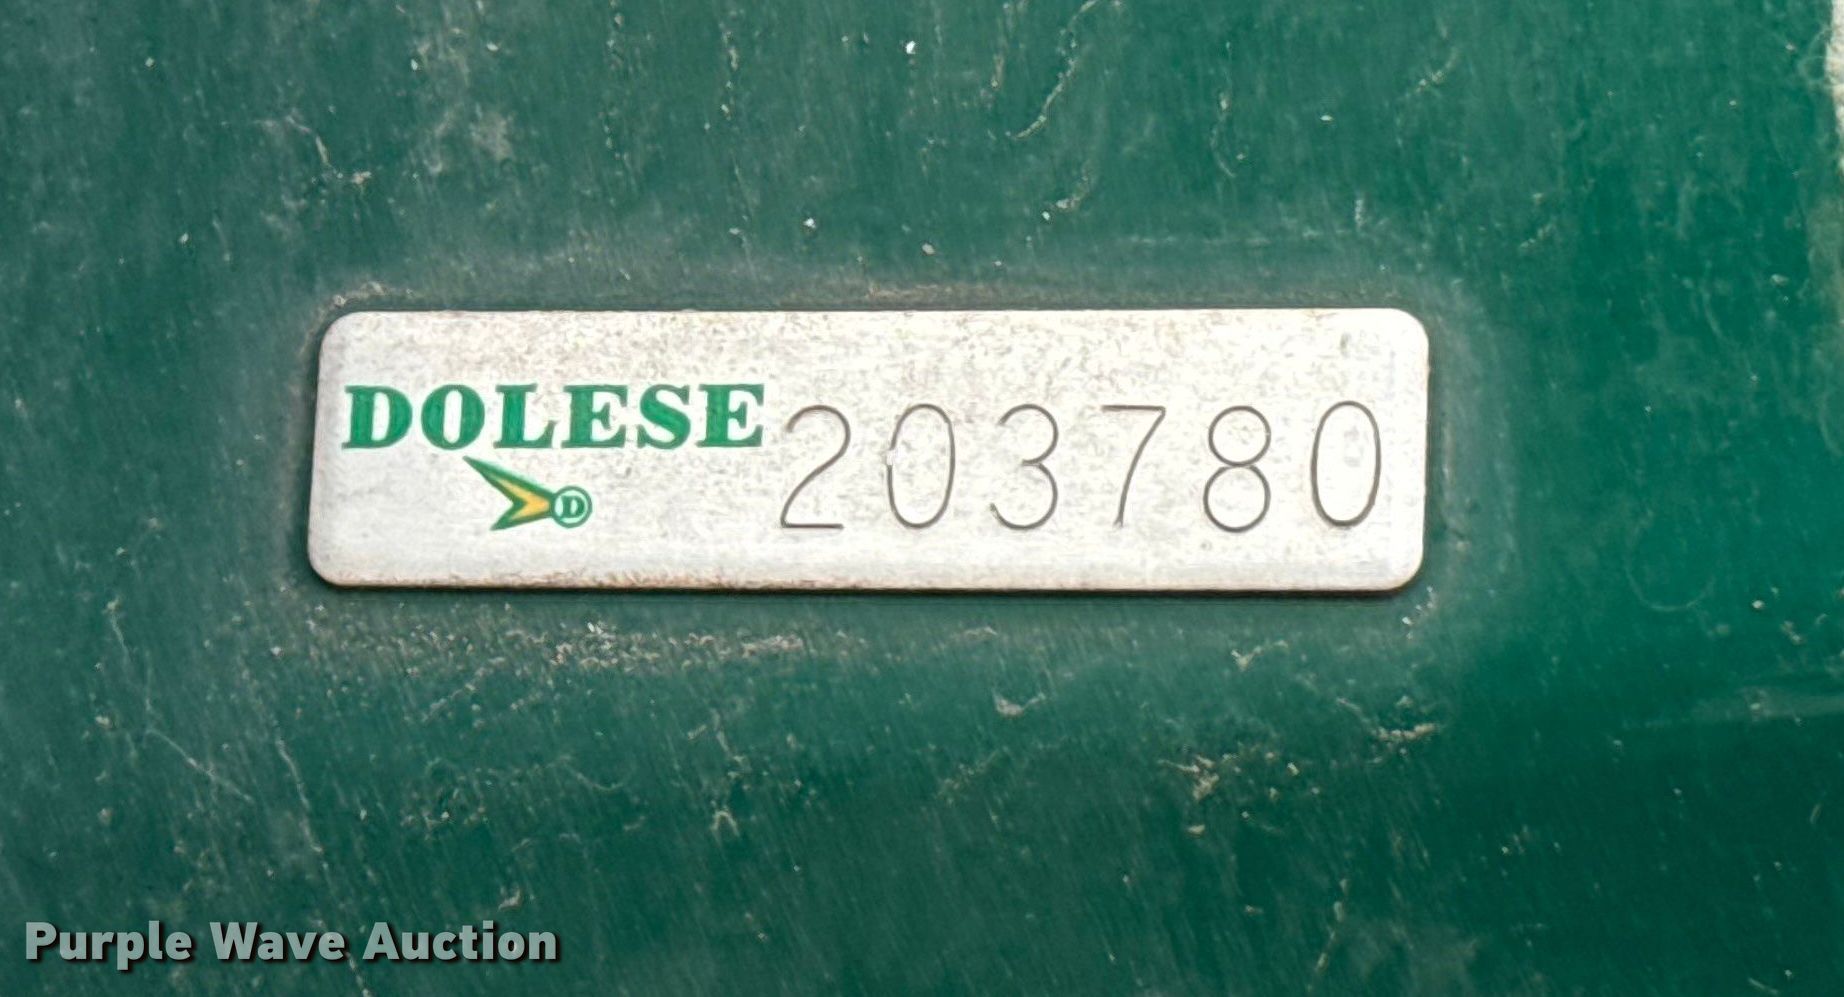 DOLESE 203780
D
Purple Wave Auction